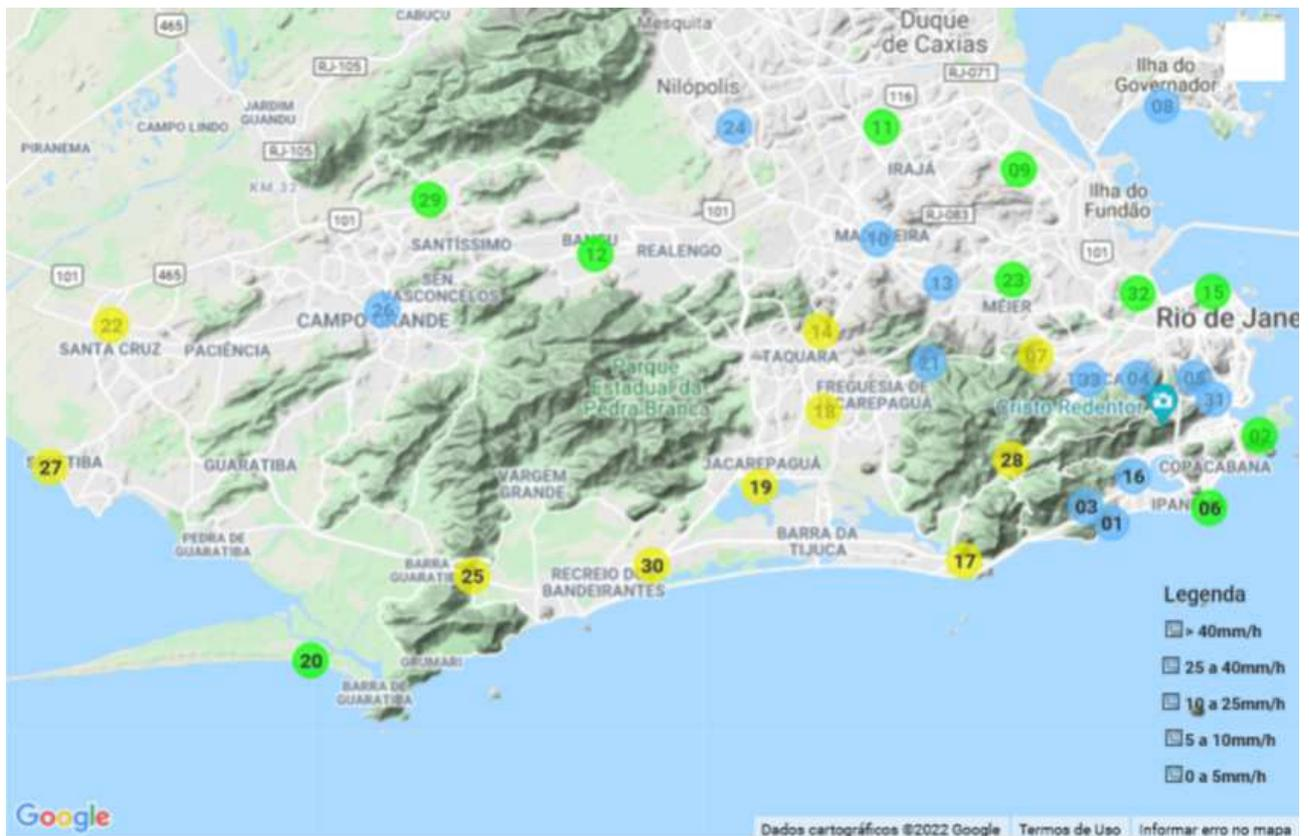 465
CABUÇU
Mesquita
Duque
de Caxias
RJ-105
RJ-071
Ilha do
Governador
Nilópolis
116
08
JARDIM
GUANDU
CAMPO LINDO
24
11
PIRANEMA
RJ-105
IRAJÁ
09
KM 32
29
Ilha do
Fundão
101
101
RJ-083
SANTÍSSIMO
BANGU
REALENGO
10
12
101
101
465
SEN
VASCONCELOS
13
23
32
15
MÉIER
26
22
CAMPO GRANDE
14
Rio de Jane
SANTA CRUZ
PACIÊNCIA
TAQUARA
07
21
Parque
Estadual da
Pedra Branca
33
04
05
FREGUESIA DE
JACAREPAGUÁ
18
Cristo Redentor
31
02
27
GUARATIBA
JACAREPAGUÁ
28
COPACABANA
VARGEM
GRANDE
19
16
03
01
06
PEDRA DE
GUARATIBA
BARRA DA
TIJUCA
25
30
17
RECREIO DOS
BANDEIRANTES
20
GRUMARI
BARRA DE
GUARATIBA
Legenda
> 40mm/h
25 a 40mm/h
10 a 25mm/h
5 a 10mm/h
0 a 5mm/h
Google
Dados cartográficos ©2022 Google
Termos de Uso
Informar erro no mapa